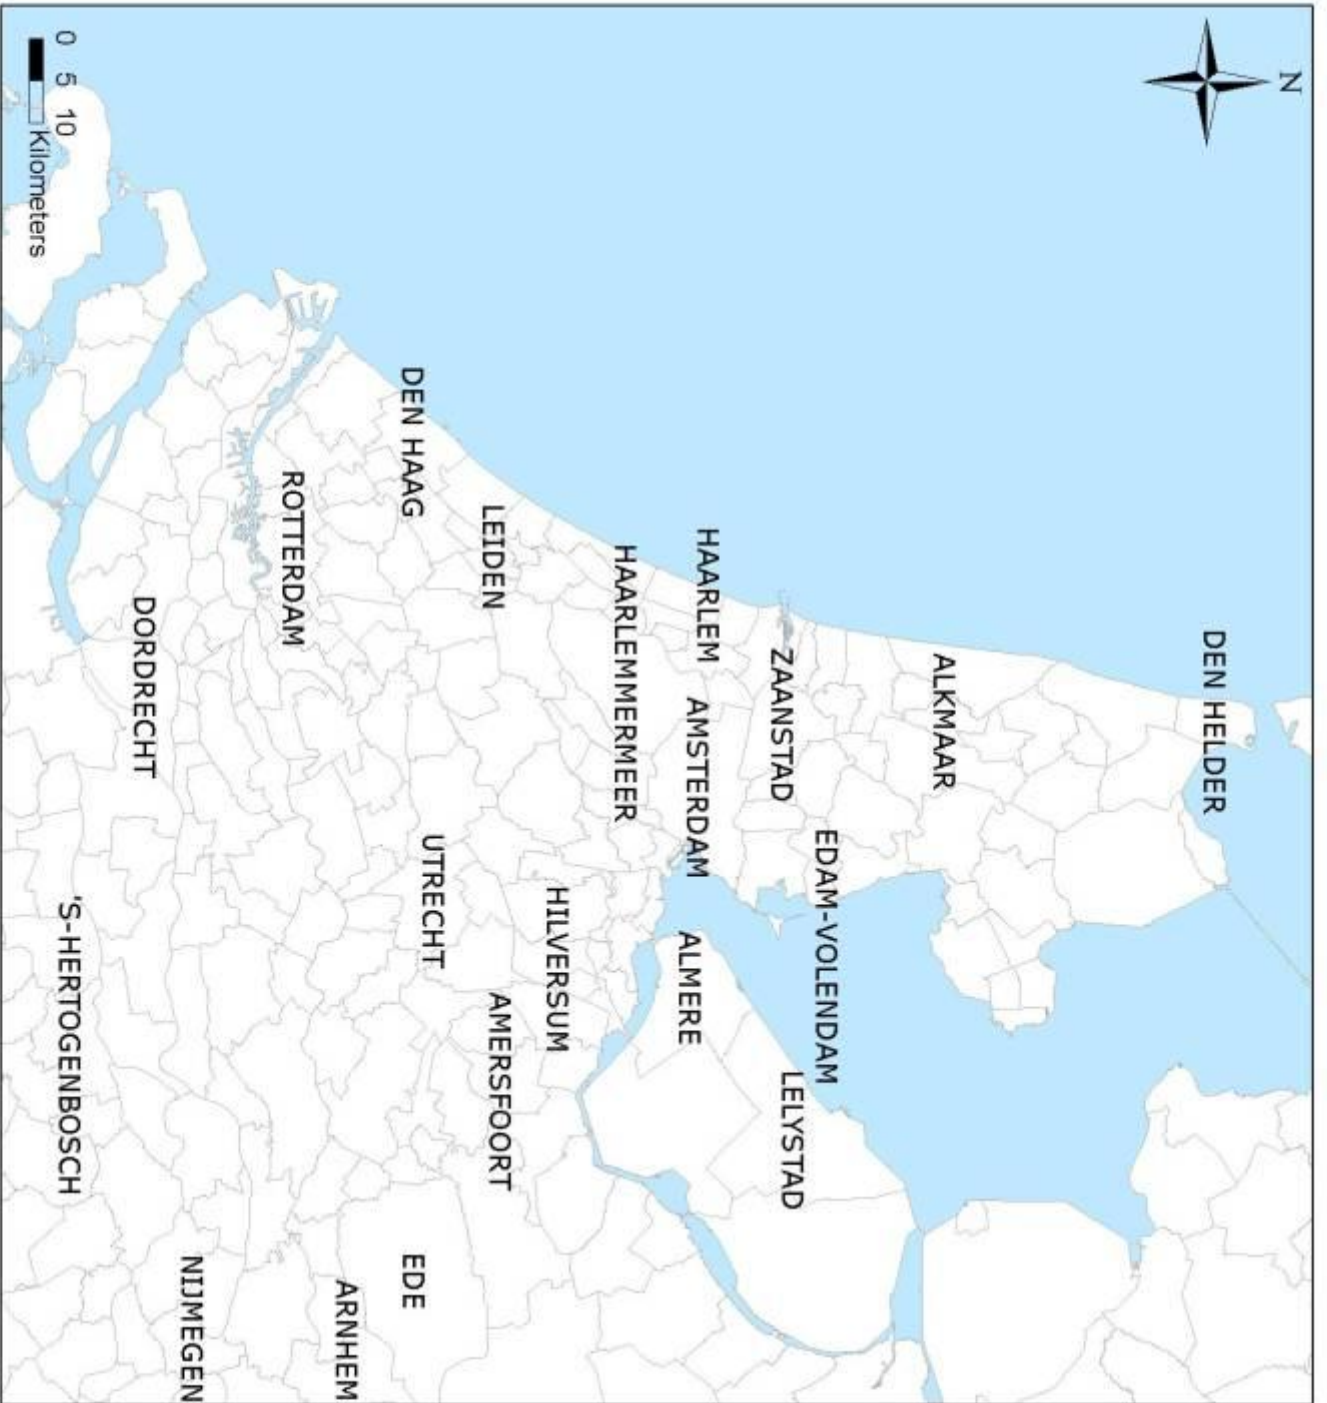 N
DEN HELDER
ALKMAAR
EDAM-VOLENDAM
ZAANSTAD
LELYSTAD
HAARLEM
AMSTERDAM
ALMERE
HAARLEMMERMEER
HILVERSUM
LEIDEN
AMERSFOORT
UTRECHT
DEN HAAG
EDE
ARNHEM
ROTTERDAM
NIJMEGEN
DORDRECHT
'S-HERTOGENBOSCH
0 5 10
Kilometers